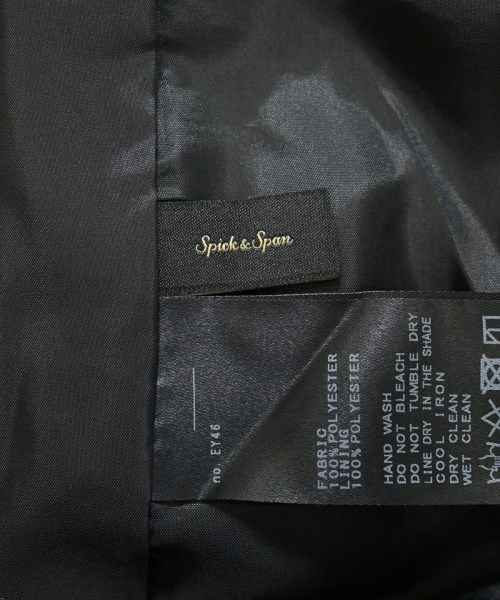 Spick & Span
no. EY46
FABRIC
100% POLYESTER
LINING
100% POLYESTER
HAND WASH
DO NOT BLEACH
DO NOT TUMBLE DRY
LINE DRY IN THE SHADE
COOL IRON
DRY CLEAN
WET CLEAN